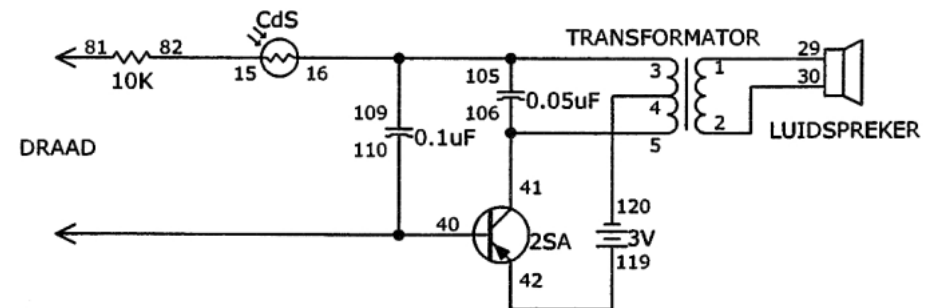 CdS
TRANSFORMATOR
81 82 15 16 3 1 29
10K
105
106 0.05uF 4 30
109
110 0.1uF
DRAAD
5 2 LUIDSPREKER
41
40
2SA
42
120
3V
119